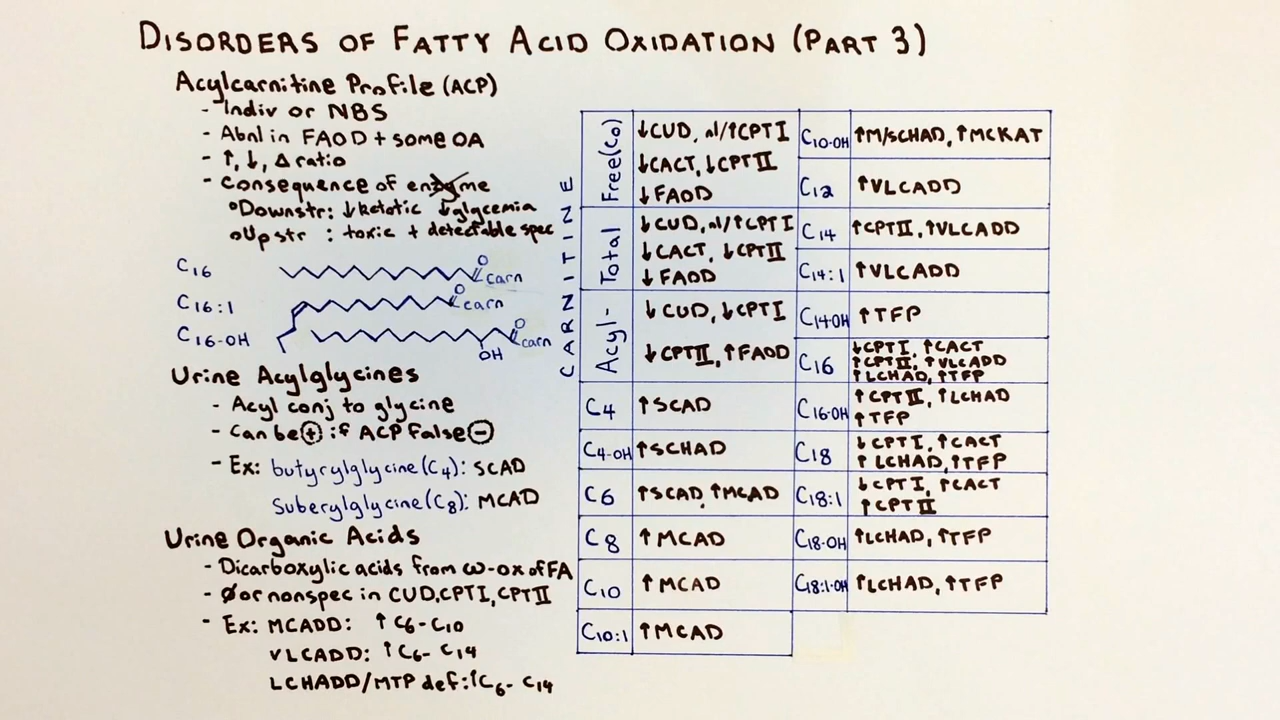 DISORDERS OF FATTY ACID OXIDATION (PART 3)
Acylcarnitine Profile (ACP)
- Indiv or NBS
- Abnl in FAOD + some OA
- ↑, ↓, Δ ratio
- Consequence of enzyme
°Downstr: ↓ketotic ↓glycemia
°Upstr : toxic + detectable spec
C16 O carn
C16:1 O carn
C16-OH OH O carn
Urine Acylglycines
- Acyl conj to glycine
- Can be ⊕ if ACP false ⊖
- Ex: butyrylglycine (C4): SCAD
Suberylglycine (C8): MCAD
Urine Organic Acids
- Dicarboxylic acids from ω-ox of FA
- Ø or nonspec in CUD, CPTI, CPTII
- Ex: MCADD: ↑ C6-C10
VLCADD: ↑C6- C14
LCHADD/MTP def: ↑C6- C14
CARNITINE
Free(C0)
↓CUD, nl/↑CPTI
↓CACT, ↓CPTII
↓FAOD
Total
↓CUD, nl/↑CPTI
↓CACT, ↓CPTII
↓FAOD
Acyl-
↓CUD, ↓CPTI
↓CPTII, ↑FAOD
C4 ↑SCAD
C4-OH ↑SCHAD
C6 ↑SCAD, ↑MCAD
C8 ↑MCAD
C10 ↑MCAD
C10:1 ↑MCAD
C10-OH ↑M/SCHAD, ↑MCKAT
C12 ↑VLCADD
C14 ↑CPTII, ↑VLCADD
C14:1 ↑VLCADD
C14-OH ↑TFP
C16 ↓CPTI, ↑CACT
↑CPTII, ↑VLCADD
↑LCHAD, ↑TFP
C16-OH ↑CPTII, ↑LCHAD
↑TFP
C18 ↓CPTI, ↑CACT
↑LCHAD, ↑TFP
C18:1 ↓CPTI, ↑CACT
↑CPTII
C18-OH ↑LCHAD, ↑TFP
C18:1-OH ↑LCHAD, ↑TFP